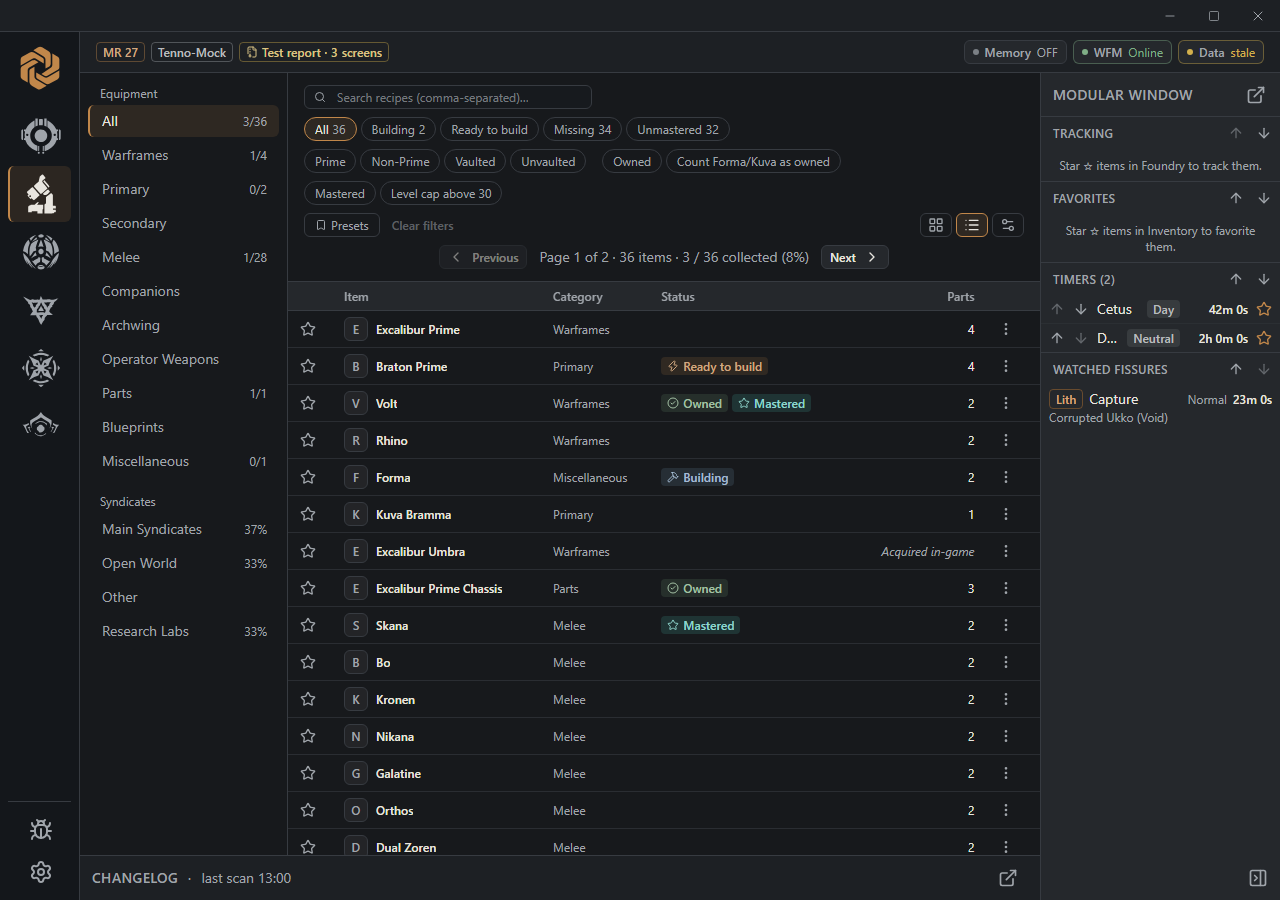 MR 27 Tenno-Mock Test report · 3 screens Memory OFF WFM Online Data stale
Equipment
All 3/36
Warframes 1/4
Primary 0/2
Secondary
Melee 1/28
Companions
Archwing
Operator Weapons
Parts 1/1
Blueprints
Miscellaneous 0/1
Syndicates
Main Syndicates 37%
Open World 33%
Other
Research Labs 33%
Search recipes (comma-separated)...
All 36 Building 2 Ready to build Missing 34 Unmastered 32
Prime Non-Prime Vaulted Unvaulted Owned Count Forma/Kuva as owned
Mastered Level cap above 30
Presets Clear filters
Previous Page 1 of 2 · 36 items · 3 / 36 collected (8%) Next
Item Category Status Parts
E Excalibur Prime Warframes 4
B Braton Prime Primary Ready to build 4
V Volt Warframes Owned Mastered 2
R Rhino Warframes 2
F Forma Miscellaneous Building 2
K Kuva Bramma Primary 1
E Excalibur Umbra Warframes Acquired in-game
E Excalibur Prime Chassis Parts Owned 3
S Skana Melee Mastered 2
B Bo Melee 2
K Kronen Melee 2
N Nikana Melee 2
G Galatine Melee 2
O Orthos Melee 2
D Dual Zoren Melee 2
CHANGELOG · last scan 13:00
MODULAR WINDOW
TRACKING
Star ☆ items in Foundry to track them.
FAVORITES
Star ☆ items in Inventory to favorite
them.
TIMERS (2)
Cetus Day 42m 0s
D... Neutral 2h 0m 0s
WATCHED FISSURES
Lith Capture Normal 23m 0s
Corrupted Ukko (Void)